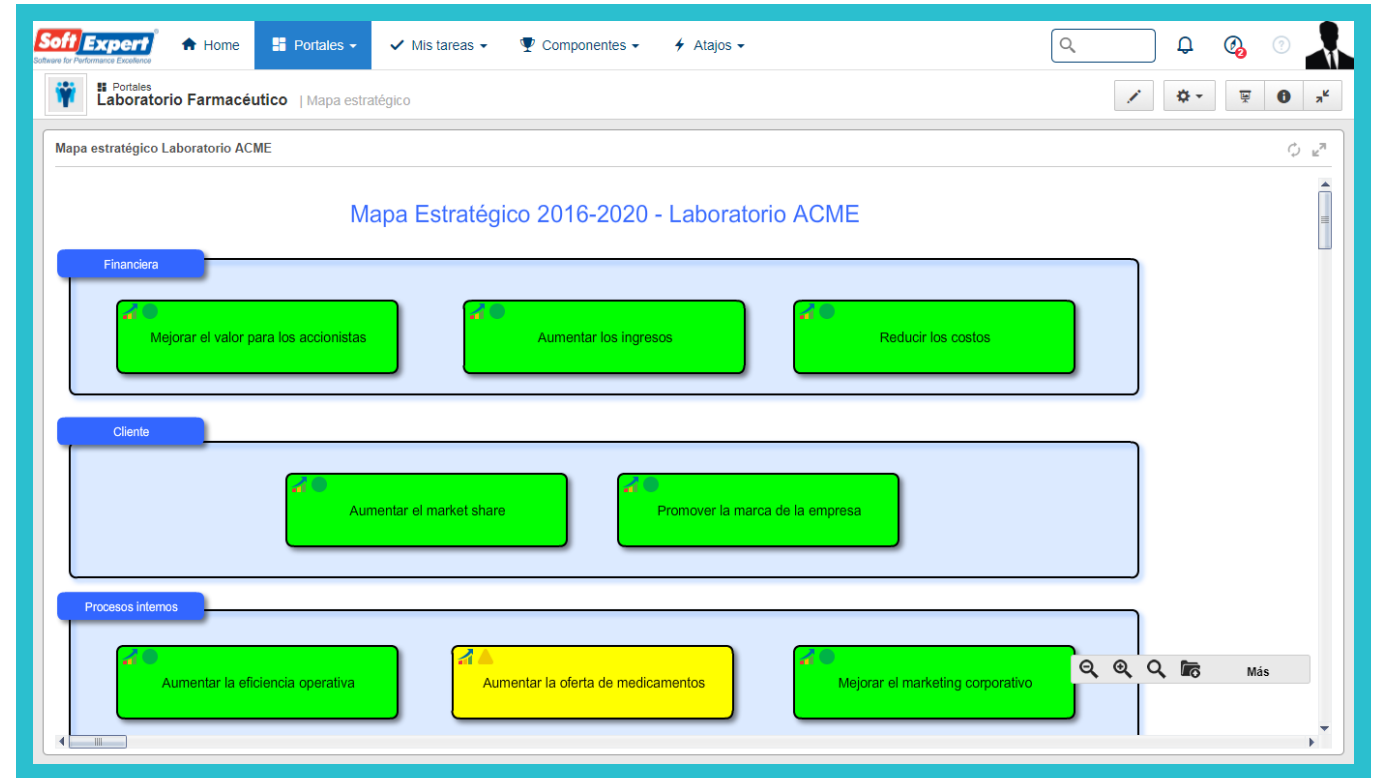 Soft Expert
Software for Performance Excellence
Home
Portales
Mis tareas
Componentes
Atajos
2
Portales
Laboratorio Farmacéutico | Mapa estratégico
Mapa estratégico Laboratorio ACME
Mapa Estratégico 2016-2020 - Laboratorio ACME
Financiera
Mejorar el valor para los accionistas
Aumentar los ingresos
Reducir los costos
Cliente
Aumentar el market share
Promover la marca de la empresa
Procesos internos
Aumentar la eficiencia operativa
Aumentar la oferta de medicamentos
Mejorar el marketing corporativo
Más